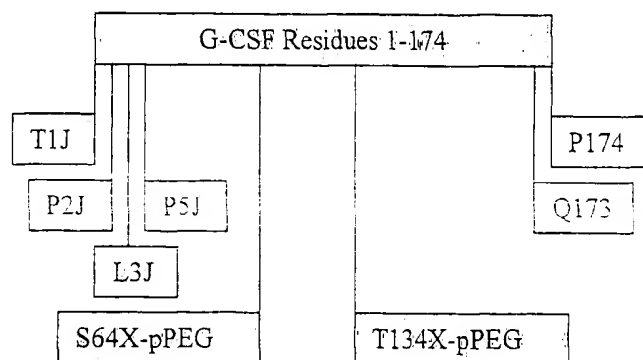 G-CSF Residues 1-174
T1J
P174
P2J
P5J
Q173
L3J
S64X-pPEG
T134X-pPEG